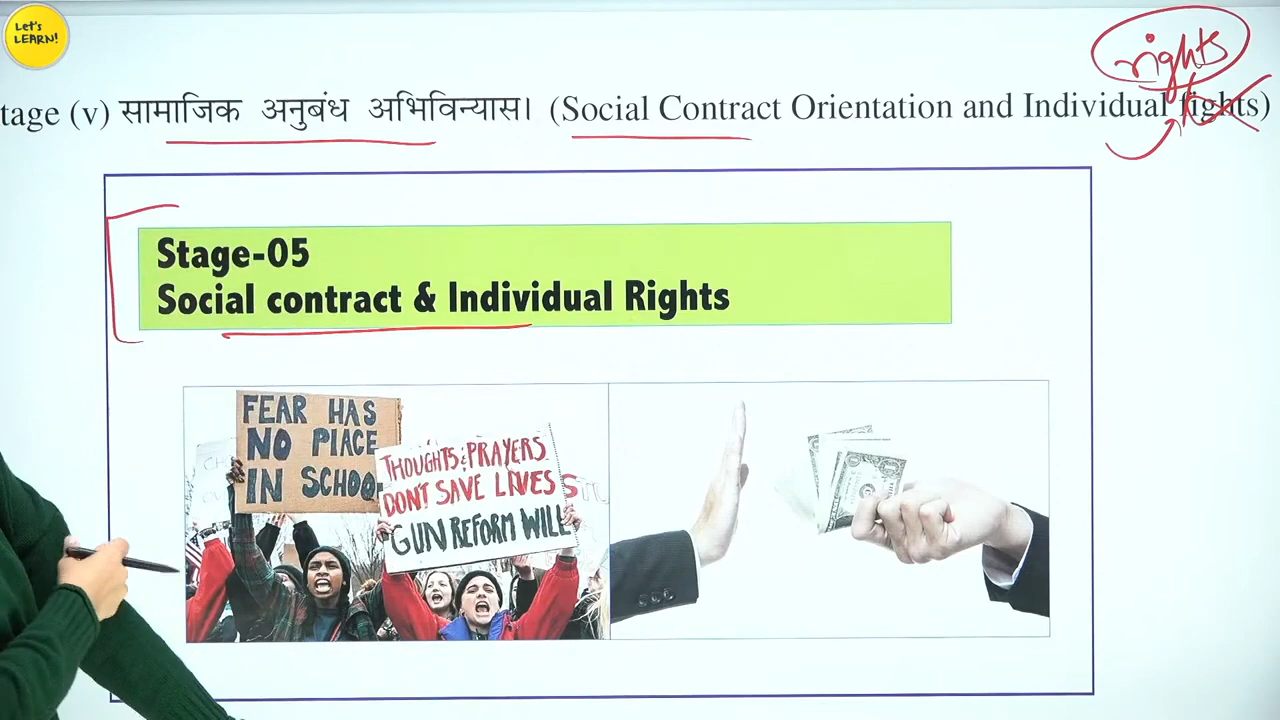 Let's
LEARN!
rights
tage (v) सामाजिक अनुबंध अभिविन्यास। (Social Contract Orientation and Individual fights)
Stage-05
Social contract & Individual Rights
FEAR HAS
NO PLACE
IN SCHOO
THOUGHTS & PRAYERS
DON'T SAVE LIVES
GUN REFORM WILL